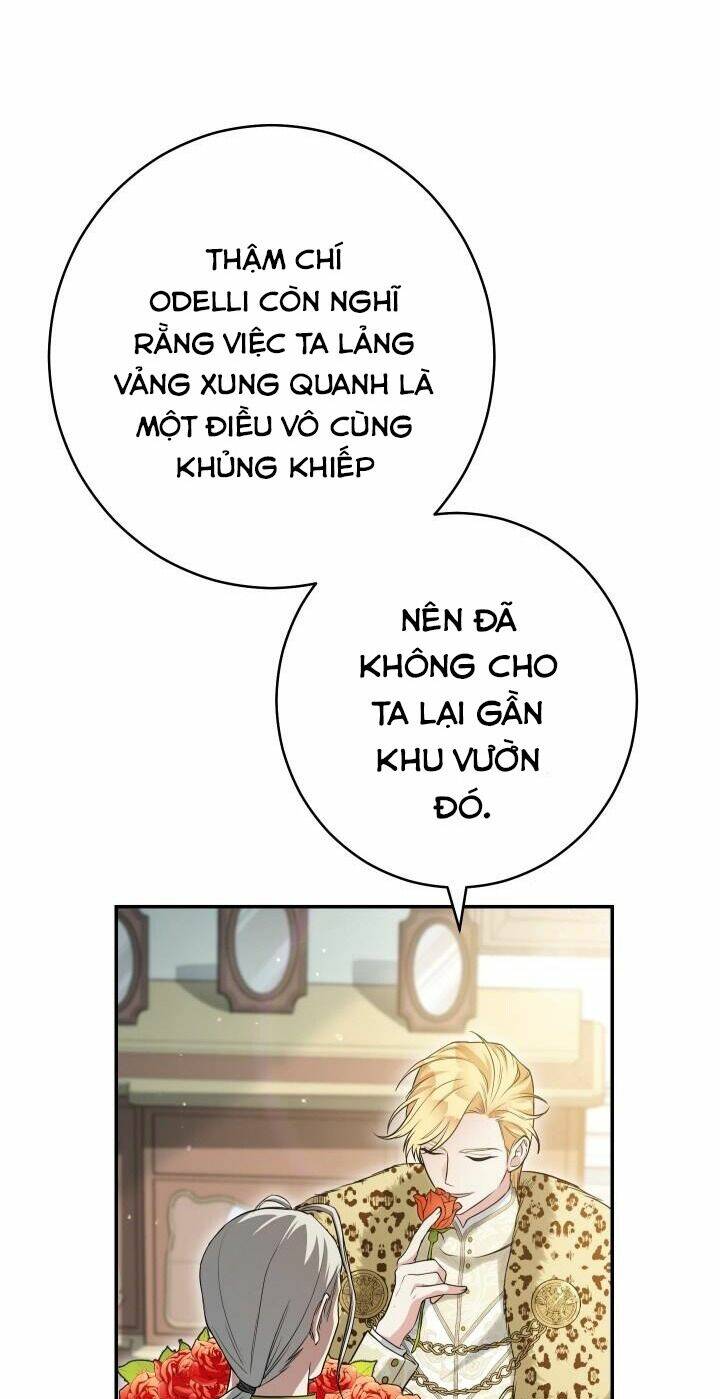 THẬM CHÍ
ODELLI CÒN NGHĨ
RẰNG VIỆC TA LẢNG
VẢNG XUNG QUANH LÀ
MỘT ĐIỀU VÔ CÙNG
KHỦNG KHIẾP
NÊN ĐÃ
KHÔNG CHO
TA LẠI GẦN
KHU VƯỜN
ĐÓ.